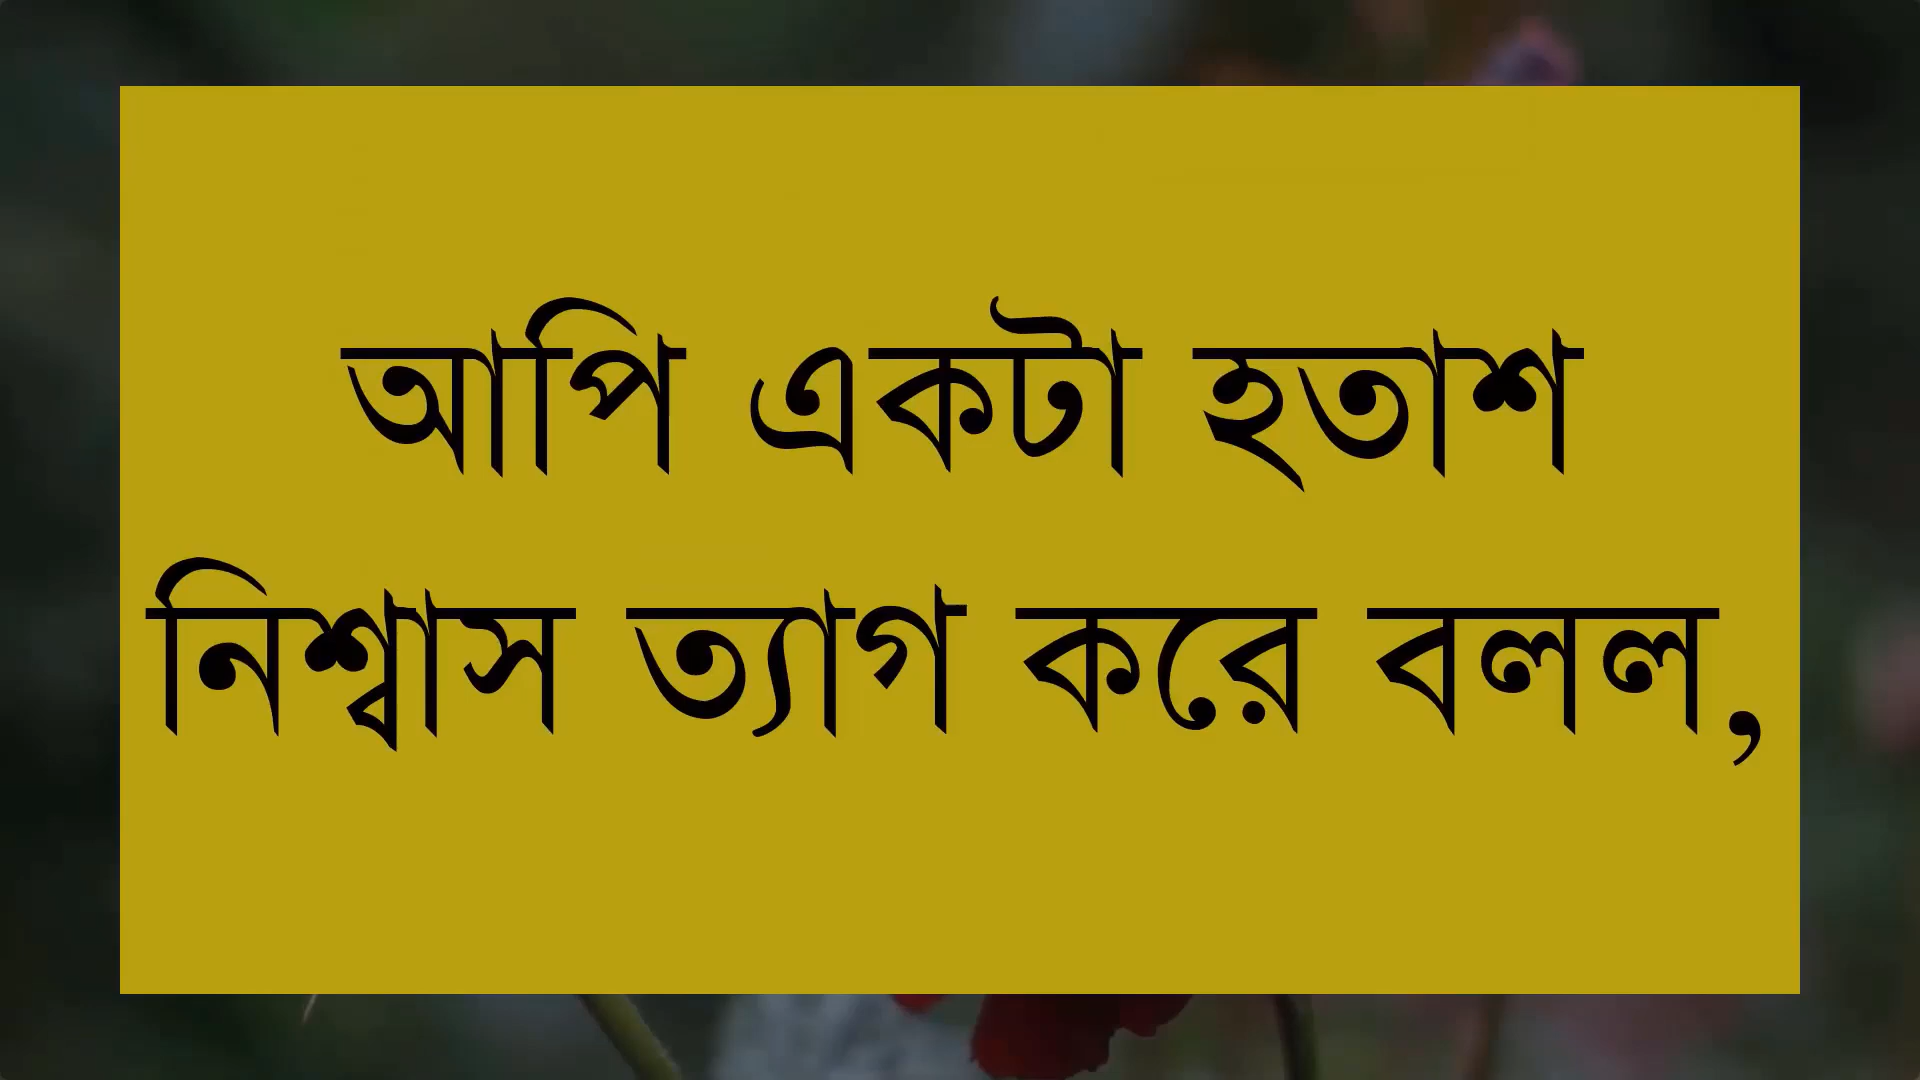 আপি একটা হতাশ
নিশ্বাস ত্যাগ করে বলল,